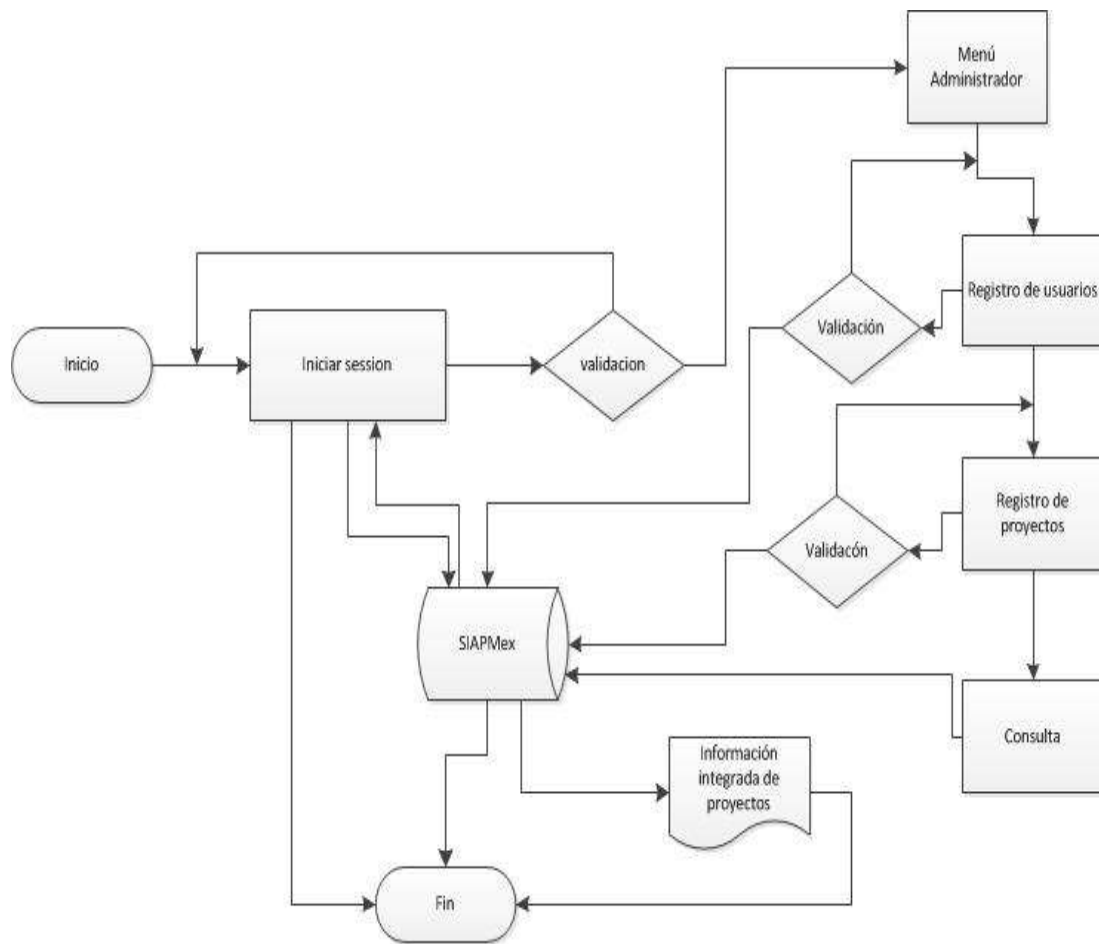 Menú
Administrador
Registro de usuarios
Validación
Inicio
Iniciar session
validacion
Registro de
proyectos
Validacón
SIAPMex
Consulta
Información
integrada de
proyectos
Fin